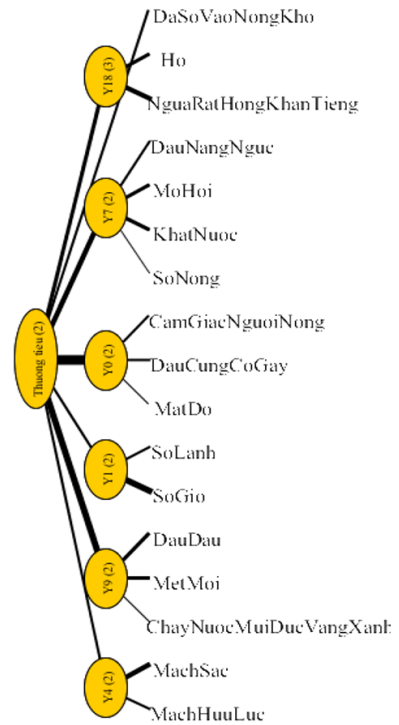 DaSoVaoNongKho
Ho
Y18 (3)
NguaRatHongKhanTieng
DauNangNguc
MoHoi
Y7 (2)
KhatNuoc
SoNong
CamGiacNguoiNong
Thuong tieu (2)
Y0 (2)
DauCungCoGay
MatDo
SoLanh
Y1 (2)
SoGio
DauDau
Y9 (2)
MetMoi
ChayNuocMuiDucVangXanh
MachSac
Y4 (2)
MachHuuLuc